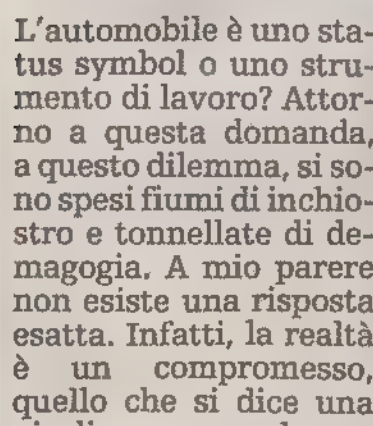 L'automobile è uno sta-
tus symbol o uno stru-
mento di lavoro? Attor-
no a questa domanda,
a questo dilemma, si so-
no spesi fiumi di inchio-
stro e tonnellate di de-
magogia. A mio parere
non esiste una risposta
esatta. Infatti, la realtà
è un compromesso,
quello che si dice una